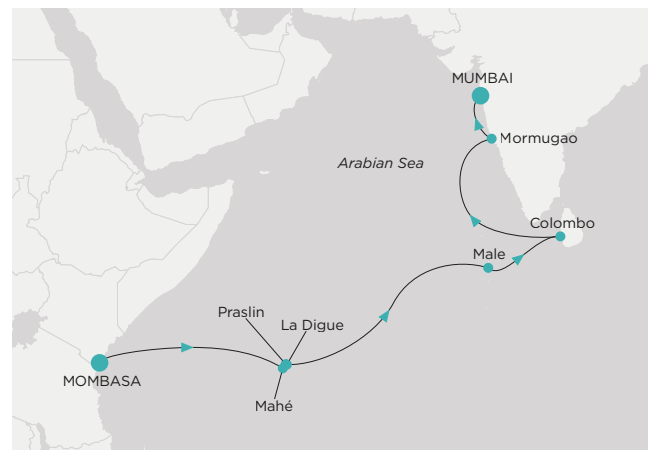 MUMBAI
Mormugao
Arabian Sea
Colombo
Male
Praslin
La Digue
MOMBASA
Mahé